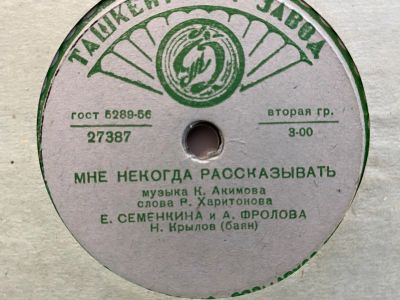 ТАШКЕНТ ЗАВОД
ГОСТ 5289-56
вторая гр.
27387
3-00
МНЕ НЕКОГДА РАССКАЗЫВАТЬ
музыка К. Акимова
слова Р. Харитонова
Е. СЕМЕНКИНА и А. ФРОЛОВА
Н. Крылов (баян)